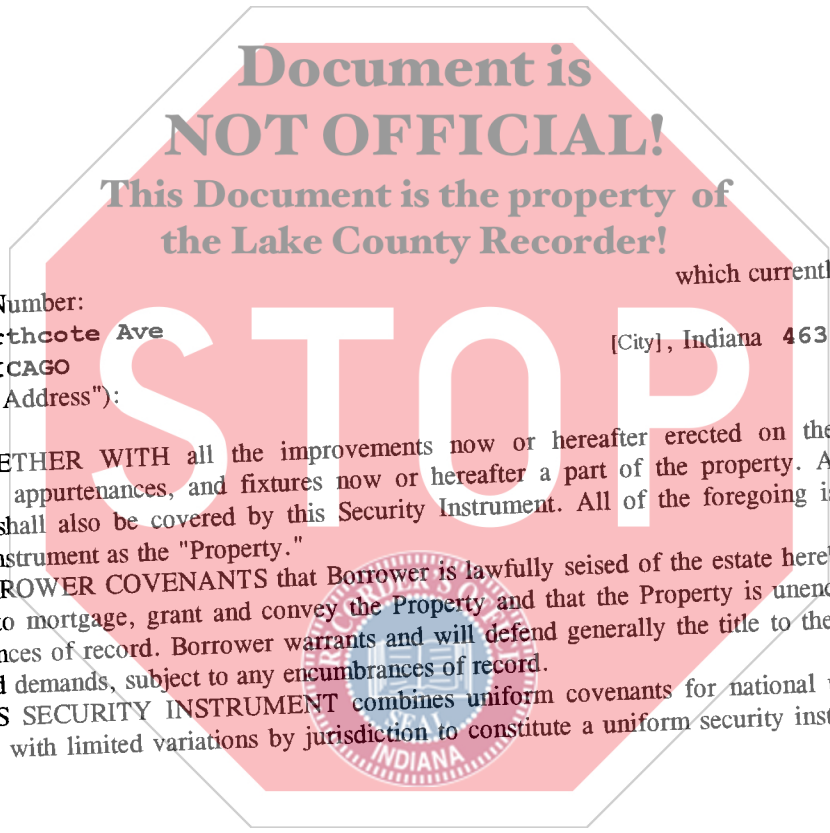 Document is
NOT OFFICIAL!
This Document is the property of
the Lake County Recorder!
which currentl
Number:
rthcote Ave
[City], Indiana 463
ICAGO
Address"):
STOP
ETHER WITH all the improvements now or hereafter erected on the
appurtenances, and fixtures now or hereafter a part of the property. A
shall also be covered by this Security Instrument. All of the foregoing is
nstrument as the "Property."
ROWER COVENANTS that Borrower is lawfully seised of the estate here
to mortgage, grant and convey the Property and that the Property is unenc
nces of record. Borrower warrants and will defend generally the title to the
d demands, subject to any encumbrances of record.
S SECURITY INSTRUMENT combines uniform covenants for national
with limited variations by jurisdiction to constitute a uniform security inst
RECORDER'S OFFICE
SEAL
INDIANA